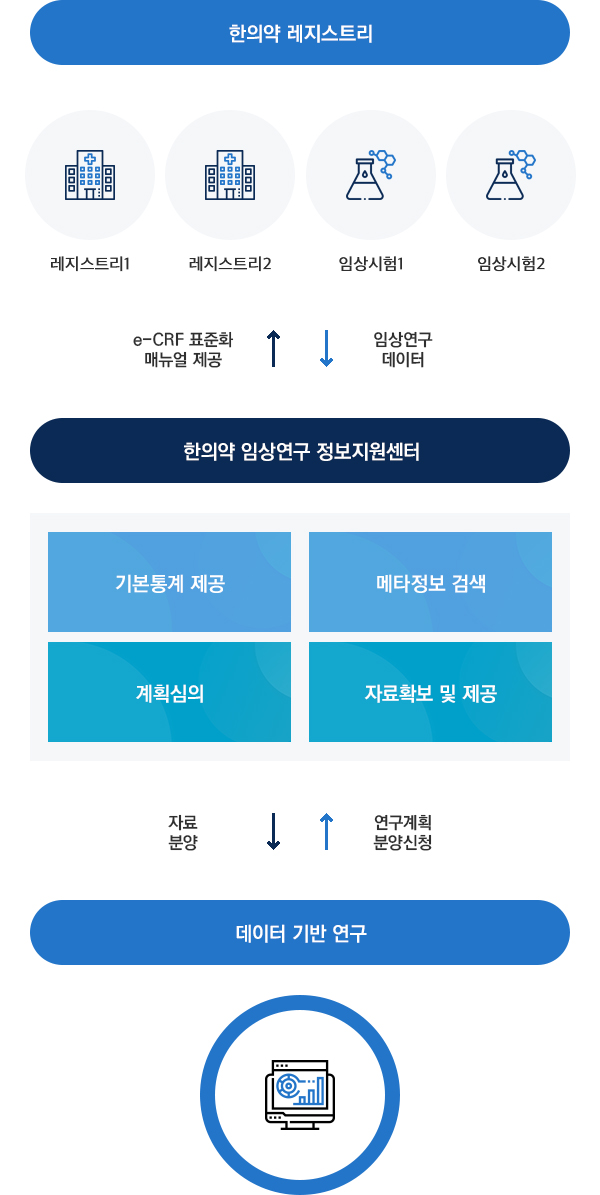 한의약 레지스트리
레지스트리1
레지스트리2
임상시험1
임상시험2
e-CRF 표준화
매뉴얼 제공
임상연구
데이터
한의약 임상연구 정보지원센터
기본통계 제공
메타정보 검색
계획심의
자료확보 및 제공
자료
분양
연구계획
분양신청
데이터 기반 연구